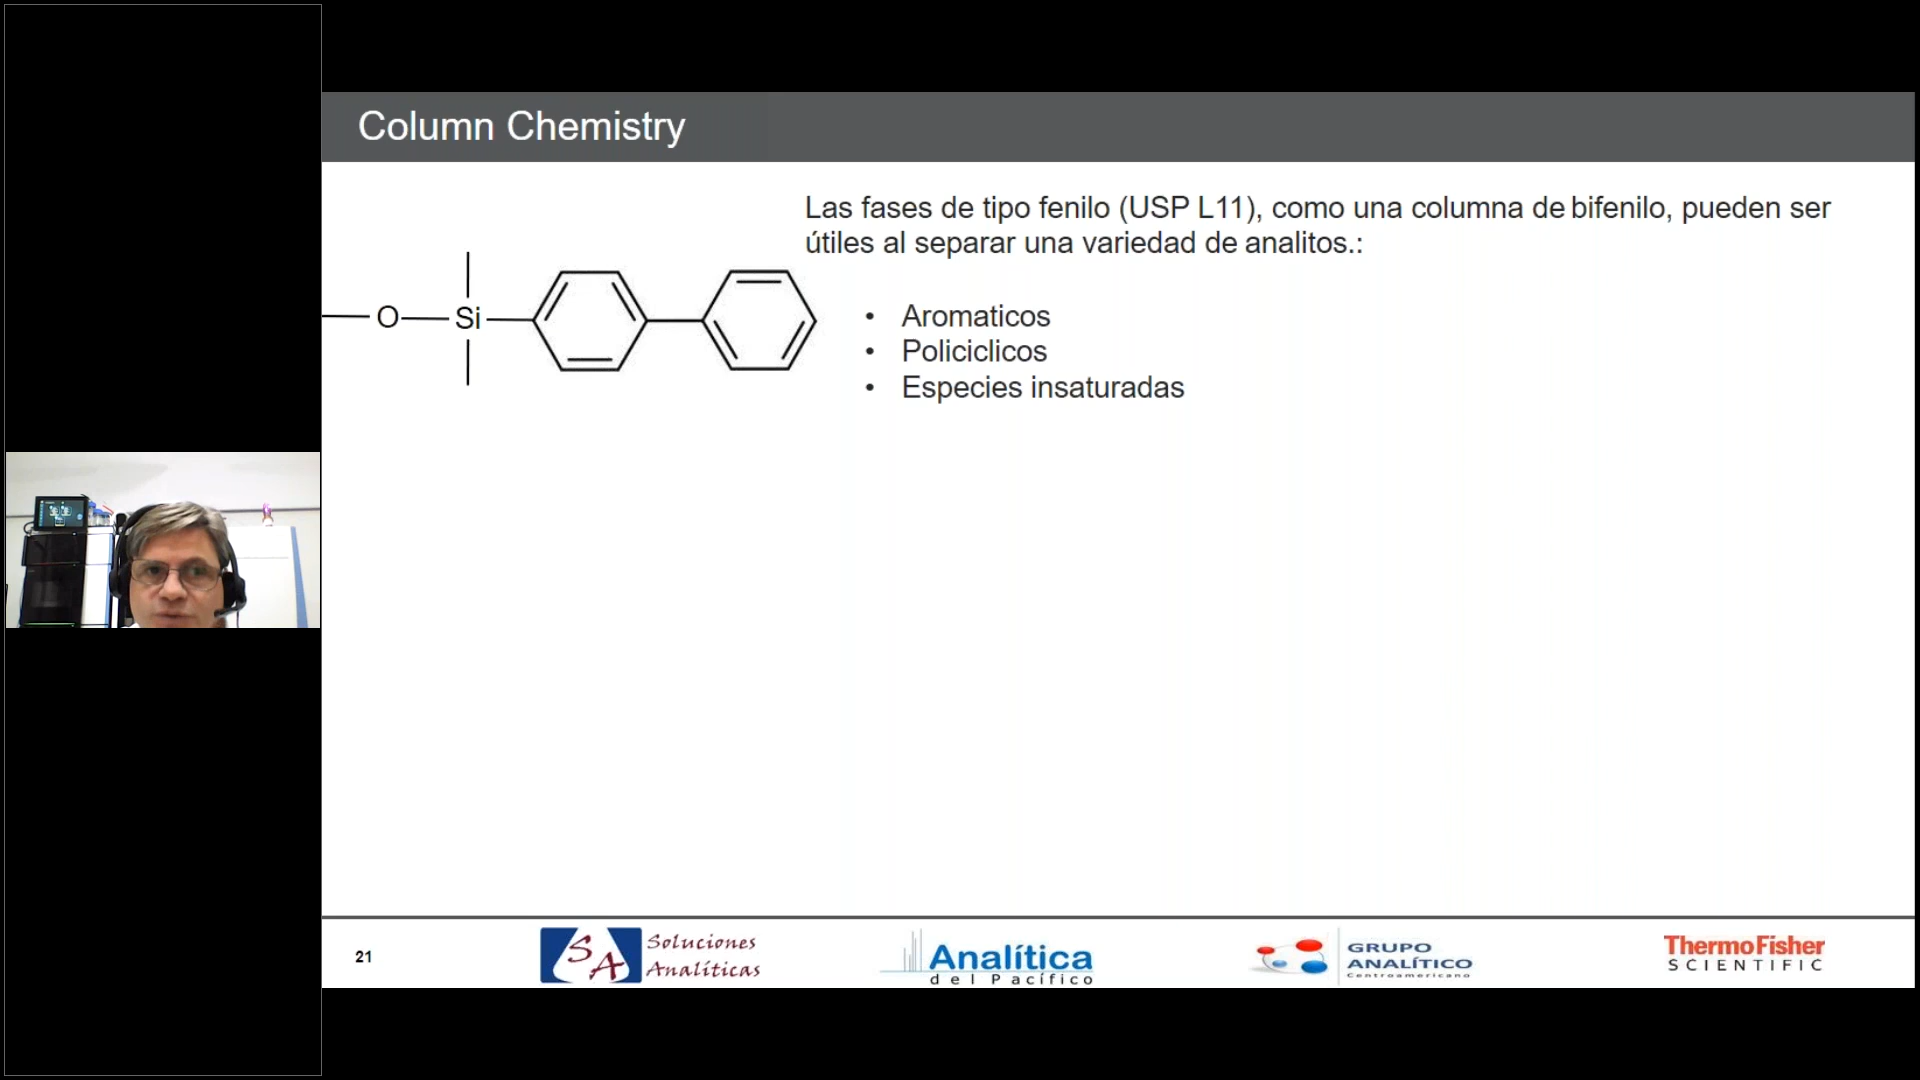 Column Chemistry
Las fases de tipo fenilo (USP L11), como una columna de bifenilo, pueden ser
útiles al separar una variedad de analitos.:
O
Si
• Aromaticos
• Policiclicos
• Especies insaturadas
21
SA
Soluciones
Analíticas
Analítica
del Pacífico
GRUPO
ANALÍTICO
Centroamericano
ThermoFisher
SCIENTIFIC